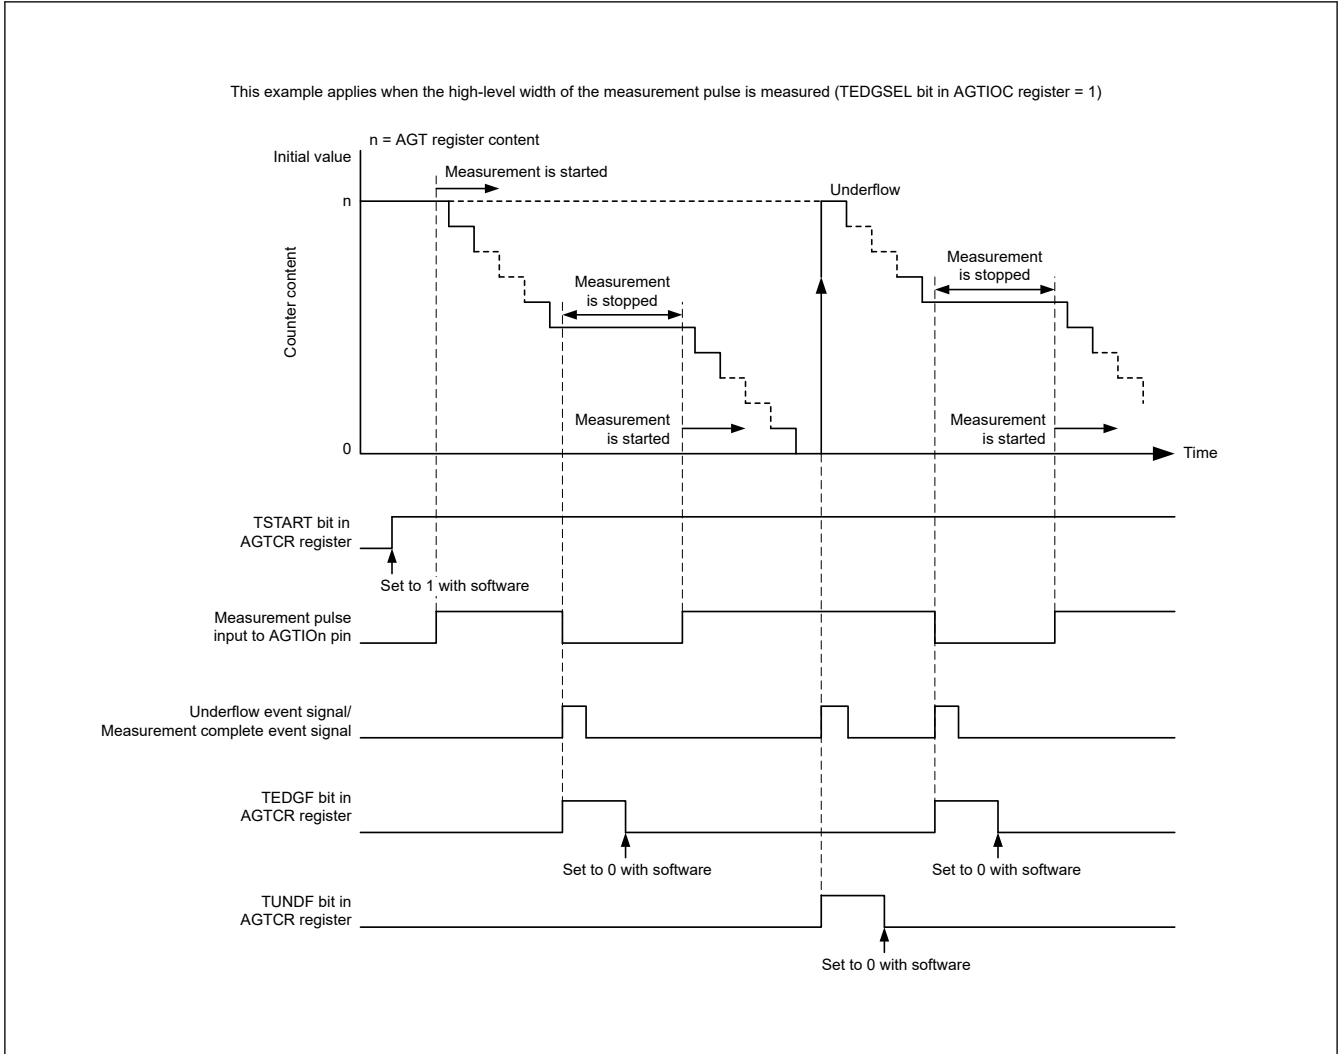 This example applies when the high-level width of the measurement pulse is measured (TEDGSEL bit in AGTIOC register = 1)
n = AGT register content
Initial value
Measurement is started
n
Underflow
Counter content
Measurement
is stopped
Measurement
is stopped
Measurement
is started
Measurement
is started
0
Time
TSTART bit in
AGTCR register
Set to 1 with software
Measurement pulse
input to AGTIOn pin
Underflow event signal/
Measurement complete event signal
TEDGF bit in
AGTCR register
Set to 0 with software
Set to 0 with software
TUNDF bit in
AGTCR register
Set to 0 with software